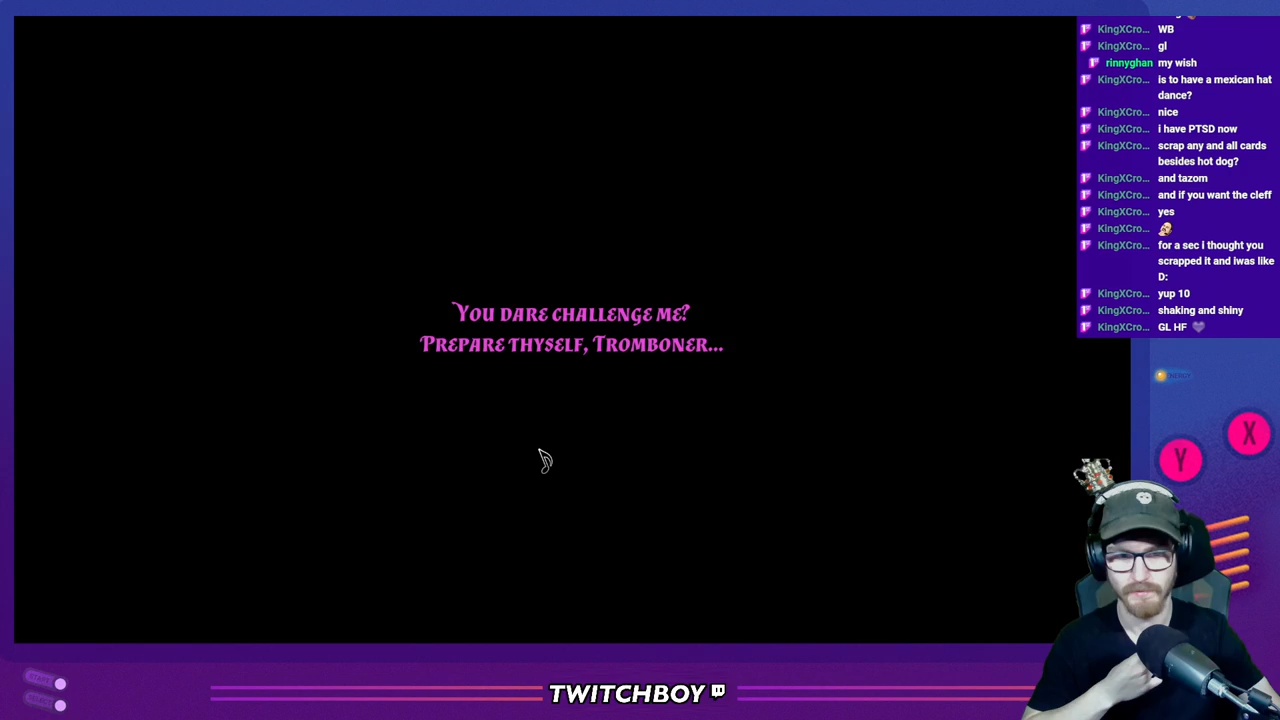 KingXCro... WB
KingXCro... gl
rinnyghan my wish
KingXCro... is to have a mexican hat
dance?
KingXCro... nice
KingXCro... i have PTSD now
KingXCro... scrap any and all cards
besides hot dog?
KingXCro... and tazom
KingXCro... and if you want the cleff
KingXCro... yes
KingXCro...
KingXCro... for a sec i thought you
scrapped it and iwas like
D:
KingXCro... yup 10
KingXCro... shaking and shiny
KingXCro... GL HF 💜
You dare challenge me?
Prepare thyself, Tromboner...
X
Y
START
TWITCHBOY